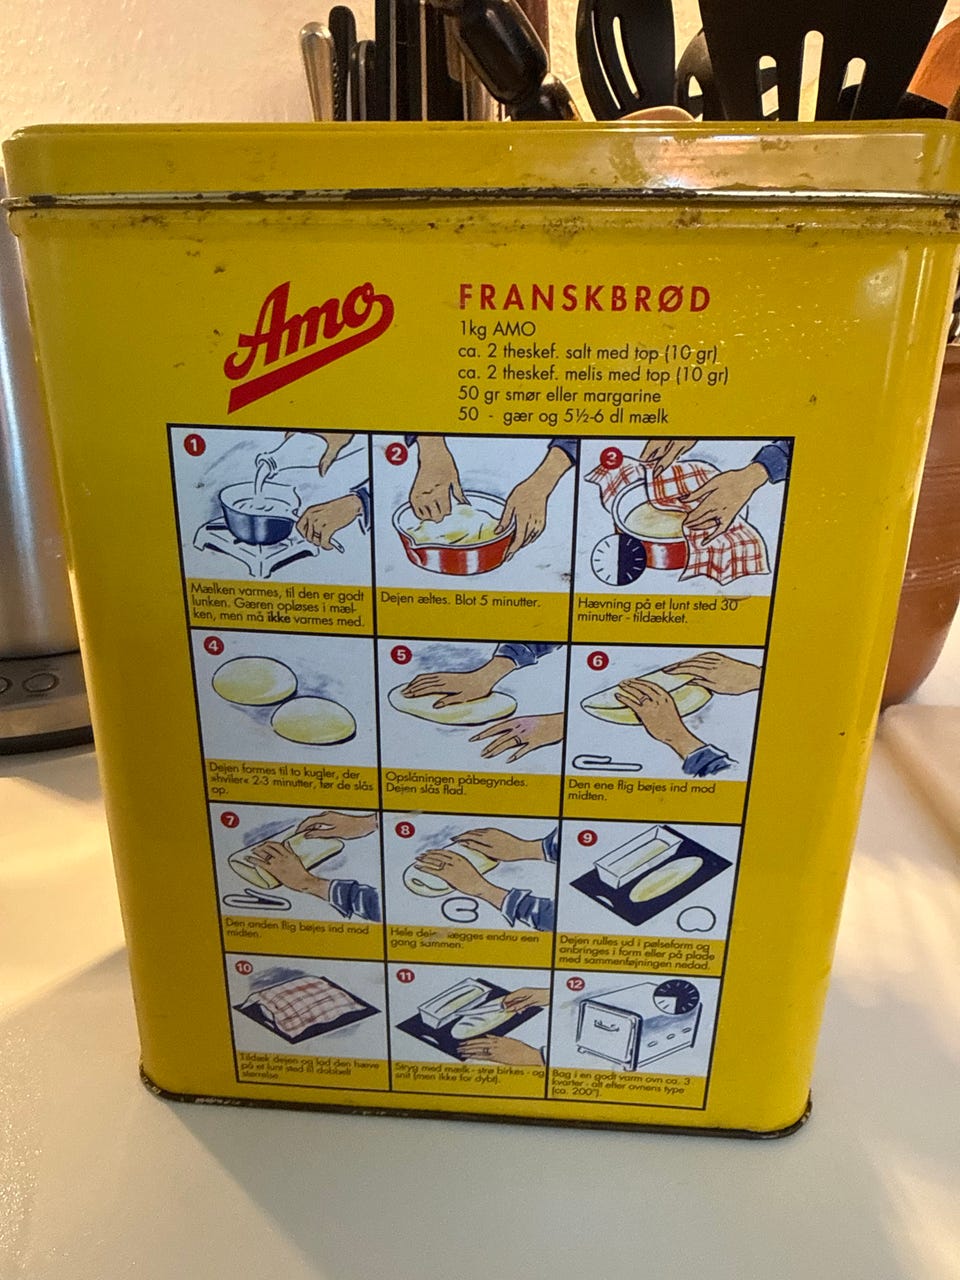 Amo
FRANSKBRØD
1kg AMO
ca. 2 theskef. salt med top (10 gr)
ca. 2 theskef. melis med top (10 gr)
50 gr smør eller margarine
50 - gær og 5½-6 dl mælk
1
Mælken varmes, til den er godt
lunken. Gæren opløses i mæl-
ken, men må ikke varmes med.
2
Dejen æltes. Blot 5 minutter.
3
Hævning på et lunt sted 30
minutter - tildækket.
4
Dejen formes til to kugler, der
»hviler« 2-3 minutter, før de slås
op.
5
Opslåningen påbegyndes.
Dejen slås flad.
6
Den ene flig bøjes ind mod
midten.
7
Den anden flig bøjes ind mod
midten.
8
Hele dejen lægges endnu een
gang sammen.
9
Dejen rulles ud i pølseform og
anbringes i form eller på plade
med sammenføjningen nedad.
10
Tildæk dejen og lad den hæve
på et lunt sted til dobbelt
størrelse.
11
Stryg med mælk - strø birkes - og
snit (men ikke for dybt).
12
Bag i en godt varm ovn ca. 3
kvarter - alt efter ovnens type
(ca. 200°).